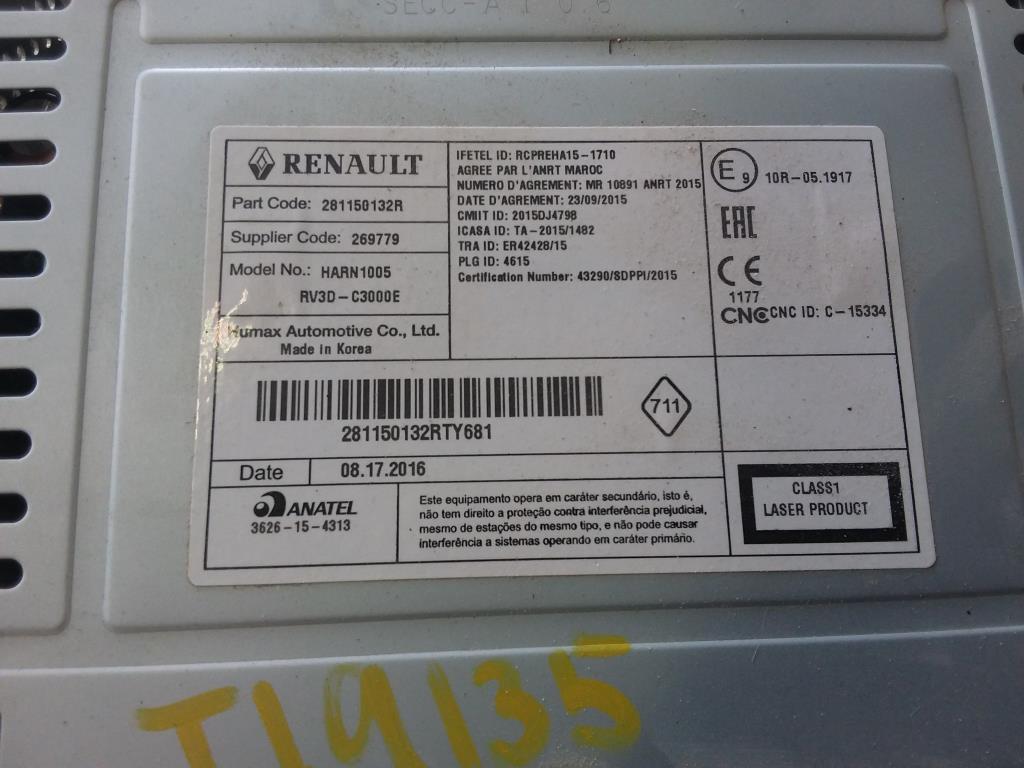 SECC-A T 0.6
RENAULT
Part Code: 281150132R
Supplier Code: 269779
Model No.: HARN1005
RV3D-C3000E
Humax Automotive Co., Ltd.
Made in Korea
IFETEL ID: RCPREHA15-1710
AGREE PAR L'ANRT MAROC
NUMERO D'AGREMENT: MR 10891 ANRT 2015
DATE D'AGREMENT: 23/09/2015
CMIIT ID: 2015DJ4798
ICASA ID: TA-2015/1482
TRA ID: ER42428/15
PLG ID: 4615
Certification Number: 43290/SDPPI/2015
E9 10R-05.1917
EAC
CE
1177
CNC CNC ID: C-15334
281150132RTY681
711
Date 08.17.2016
ANATEL
3626-15-4313
Este equipamento opera em caráter secundário, isto é,
não tem direito a proteção contra interferência prejudicial,
mesmo de estações do mesmo tipo, e não pode causar
interferência a sistemas operando em caráter primário.
CLASS1
LASER PRODUCT
T19135